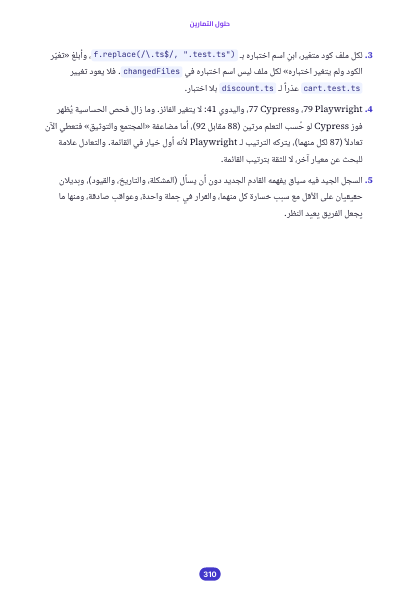 حلول التمارين
3. لكل ملف كود متغير، ابنِ اسم اختباره بـ f.replace(/\.ts$/, ".test.ts")، وأبلغ «تغيّر
الكود ولم يتغير اختباره» لكل ملف ليس اسم اختباره في changedFiles. فلا يعود تغيير
cart.test.ts عذراً لـ discount.ts بلا اختبار.
4. Playwright 79، وCypress 77، واليدوي 41: لا يتغير الفائز. وما زال فحص الحساسية يُظهر
فوز Cypress لو حُسب التعلم مرتين (88 مقابل 92)، أما مضاعفة «المجتمع والتوثيق» فتعطي الآن
تعادلاً (87 لكل منهما)، يتركه الترتيب لـ Playwright لأنه أول خيار في القائمة. والتعادل علامة
للبحث عن معيار آخر، لا للثقة بترتيب القائمة.
5. السجل الجيد فيه سياق يفهمه القادم الجديد دون أن يسأل (المشكلة، والتاريخ، والقيود)، وبديلان
حقيقيان على الأقل مع سبب خسارة كل منهما، والقرار في جملة واحدة، وعواقب صادقة، ومنها ما
يجعل الفريق يعيد النظر.
310